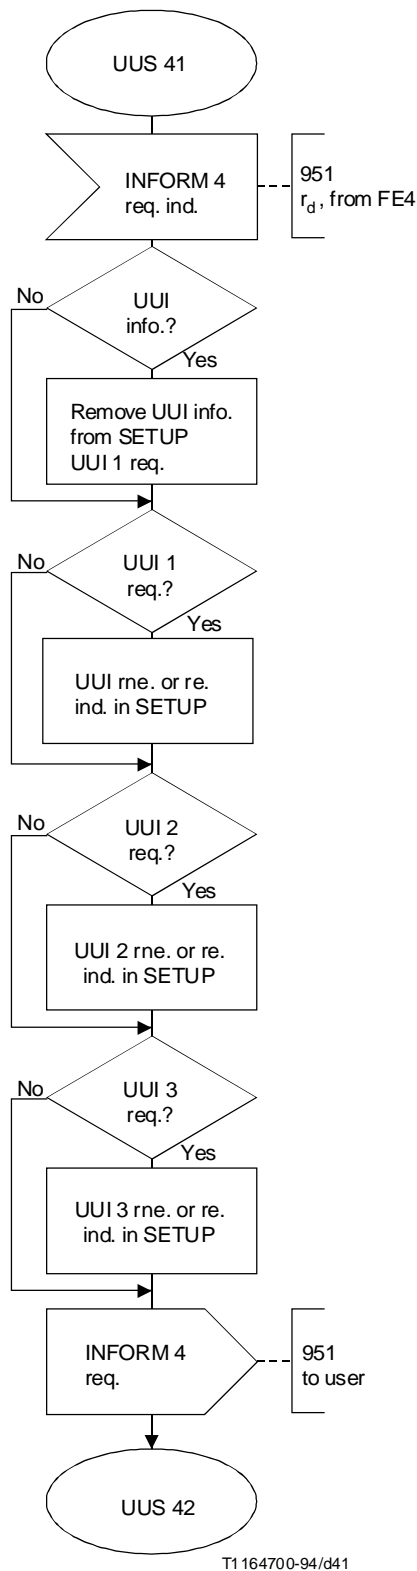 UUS 41
INFORM 4
req. ind.
951
rd, from FE4
No
UUI
info.?
Yes
Remove UUI info.
from SETUP
UUI 1 req.
No
UUI 1
req.?
Yes
UUI rne. or re.
ind. in SETUP
No
UUI 2
req.?
Yes
UUI 2 rne. or re.
ind. in SETUP
No
UUI 3
req.?
Yes
UUI 3 rne. or re.
ind. in SETUP
INFORM 4
req.
951
to user
UUS 42
T1164700-94/d41